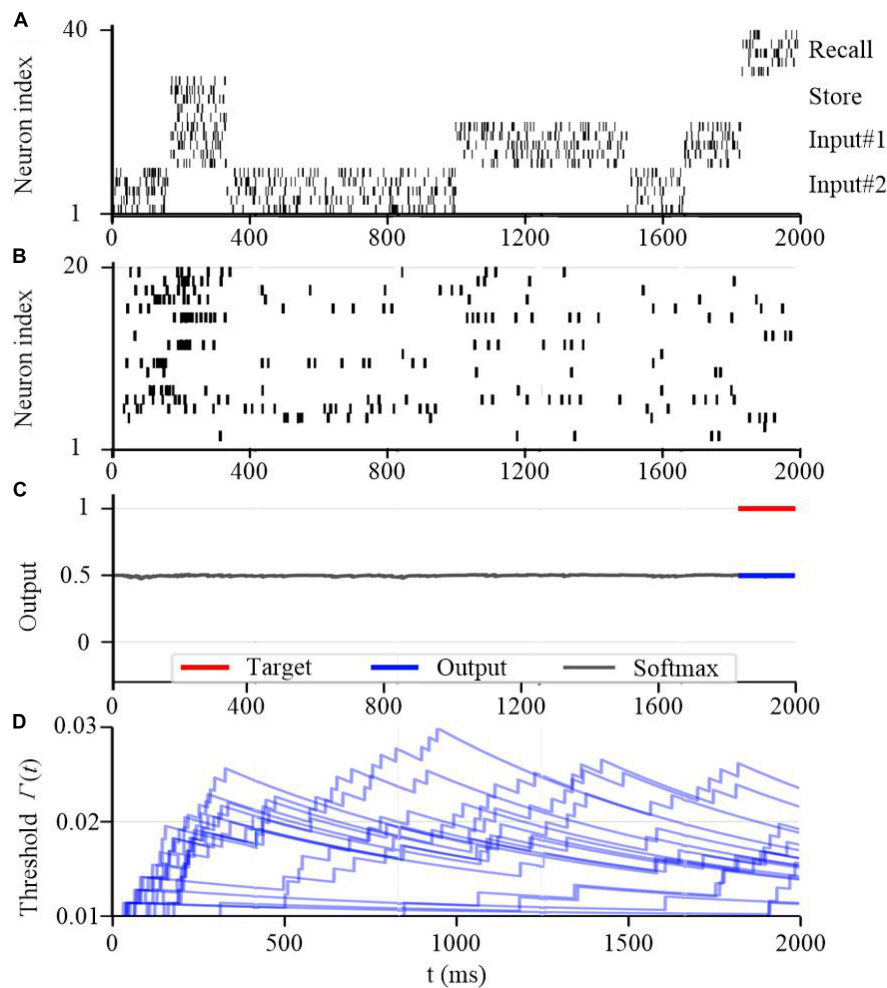 A
40
Neuron index
1
Recall
Store
Input#1
Input#2
0 400 800 1200 1600 2000
B
20
Neuron index
1
0 400 800 1200 1600 2000
C
1
0.5
0
Output
Target Output Softmax
0 400 800 1200 1600 2000
D
0.03
0.02
0.01
Threshold Γ(t)
0 500 1000 1500 2000
t (ms)